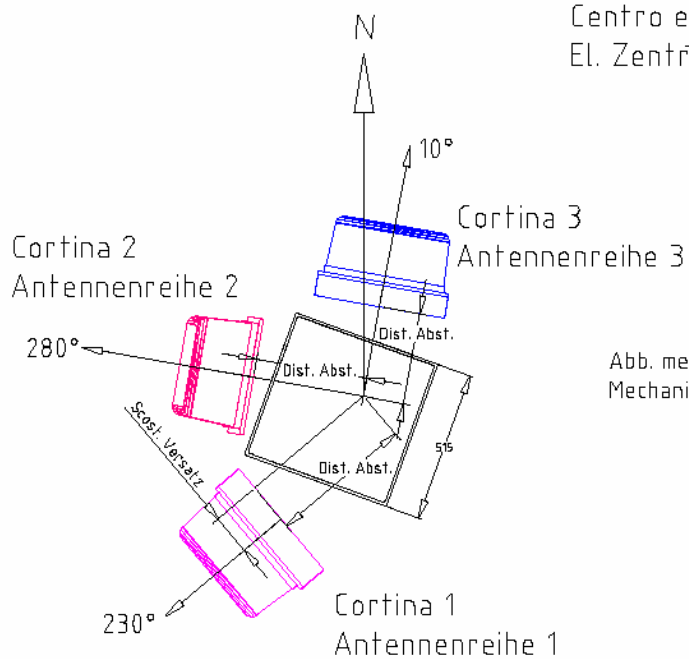 Centro e
El. Zentr
N
10°
Cortina 3
Antennenreihe 3
Cortina 2
Antennenreihe 2
280°
Dist. Abst.
Dist. Abst.
Abb. me
Mechani
Scost. Versatz
Dist. Abst.
515
230°
Cortina 1
Antennenreihe 1